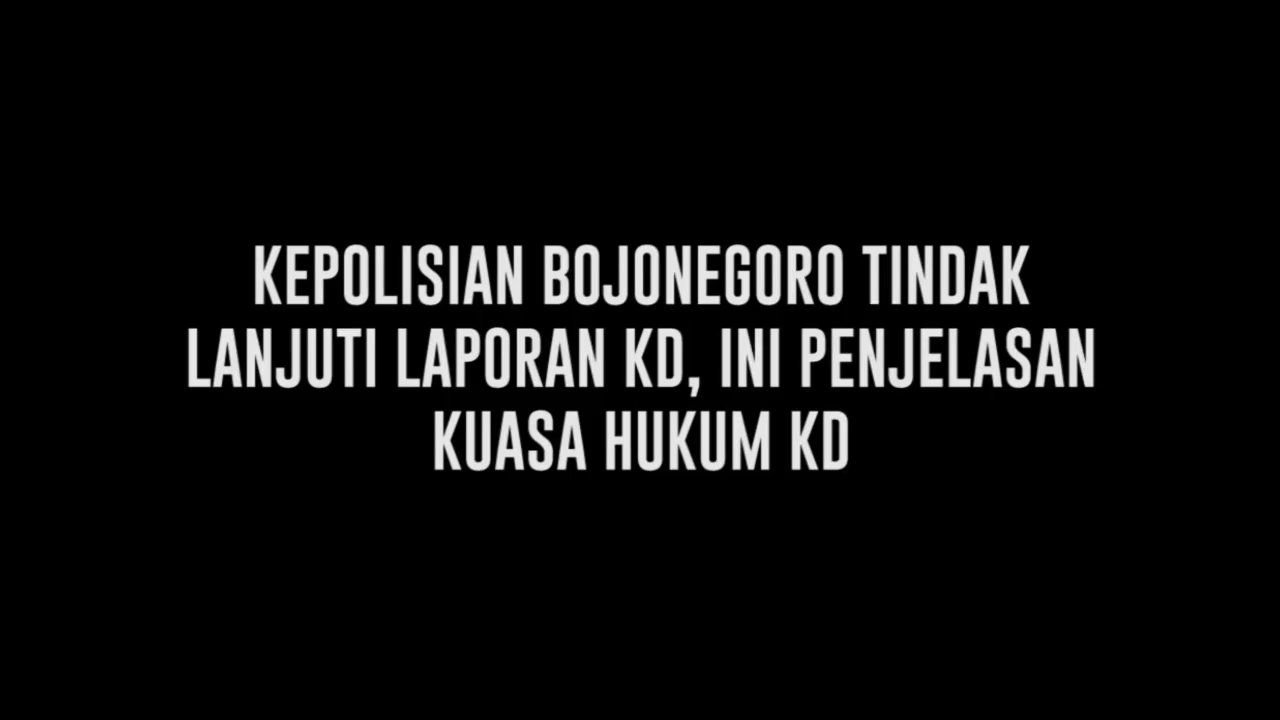 KEPOLISIAN BOJONEGORO TINDAK
LANJUTI LAPORAN KD, INI PENJELASAN
KUASA HUKUM KD